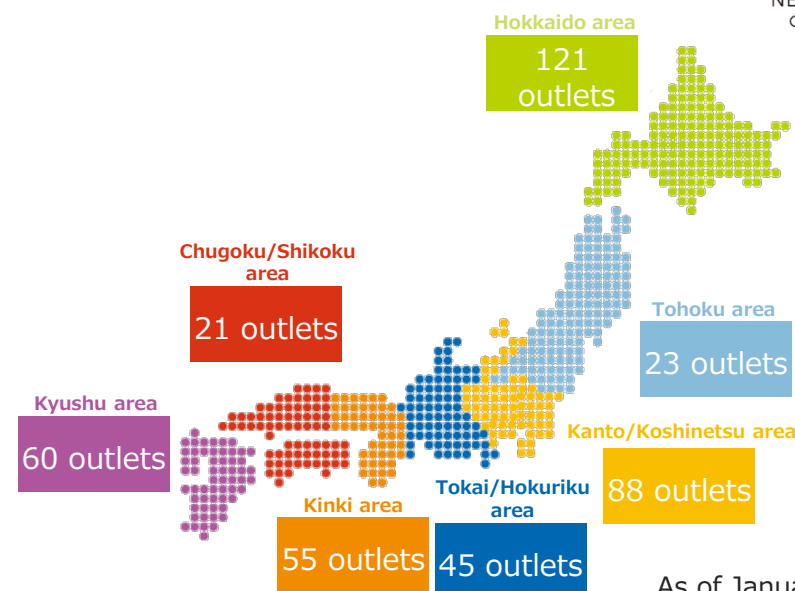 Hokkaido area
121
outlets
Chugoku/Shikoku
area
21 outlets
Tohoku area
23 outlets
Kyushu area
60 outlets
Kanto/Koshinetsu area
88 outlets
Kinki area
55 outlets
Tokai/Hokuriku
area
45 outlets
As of